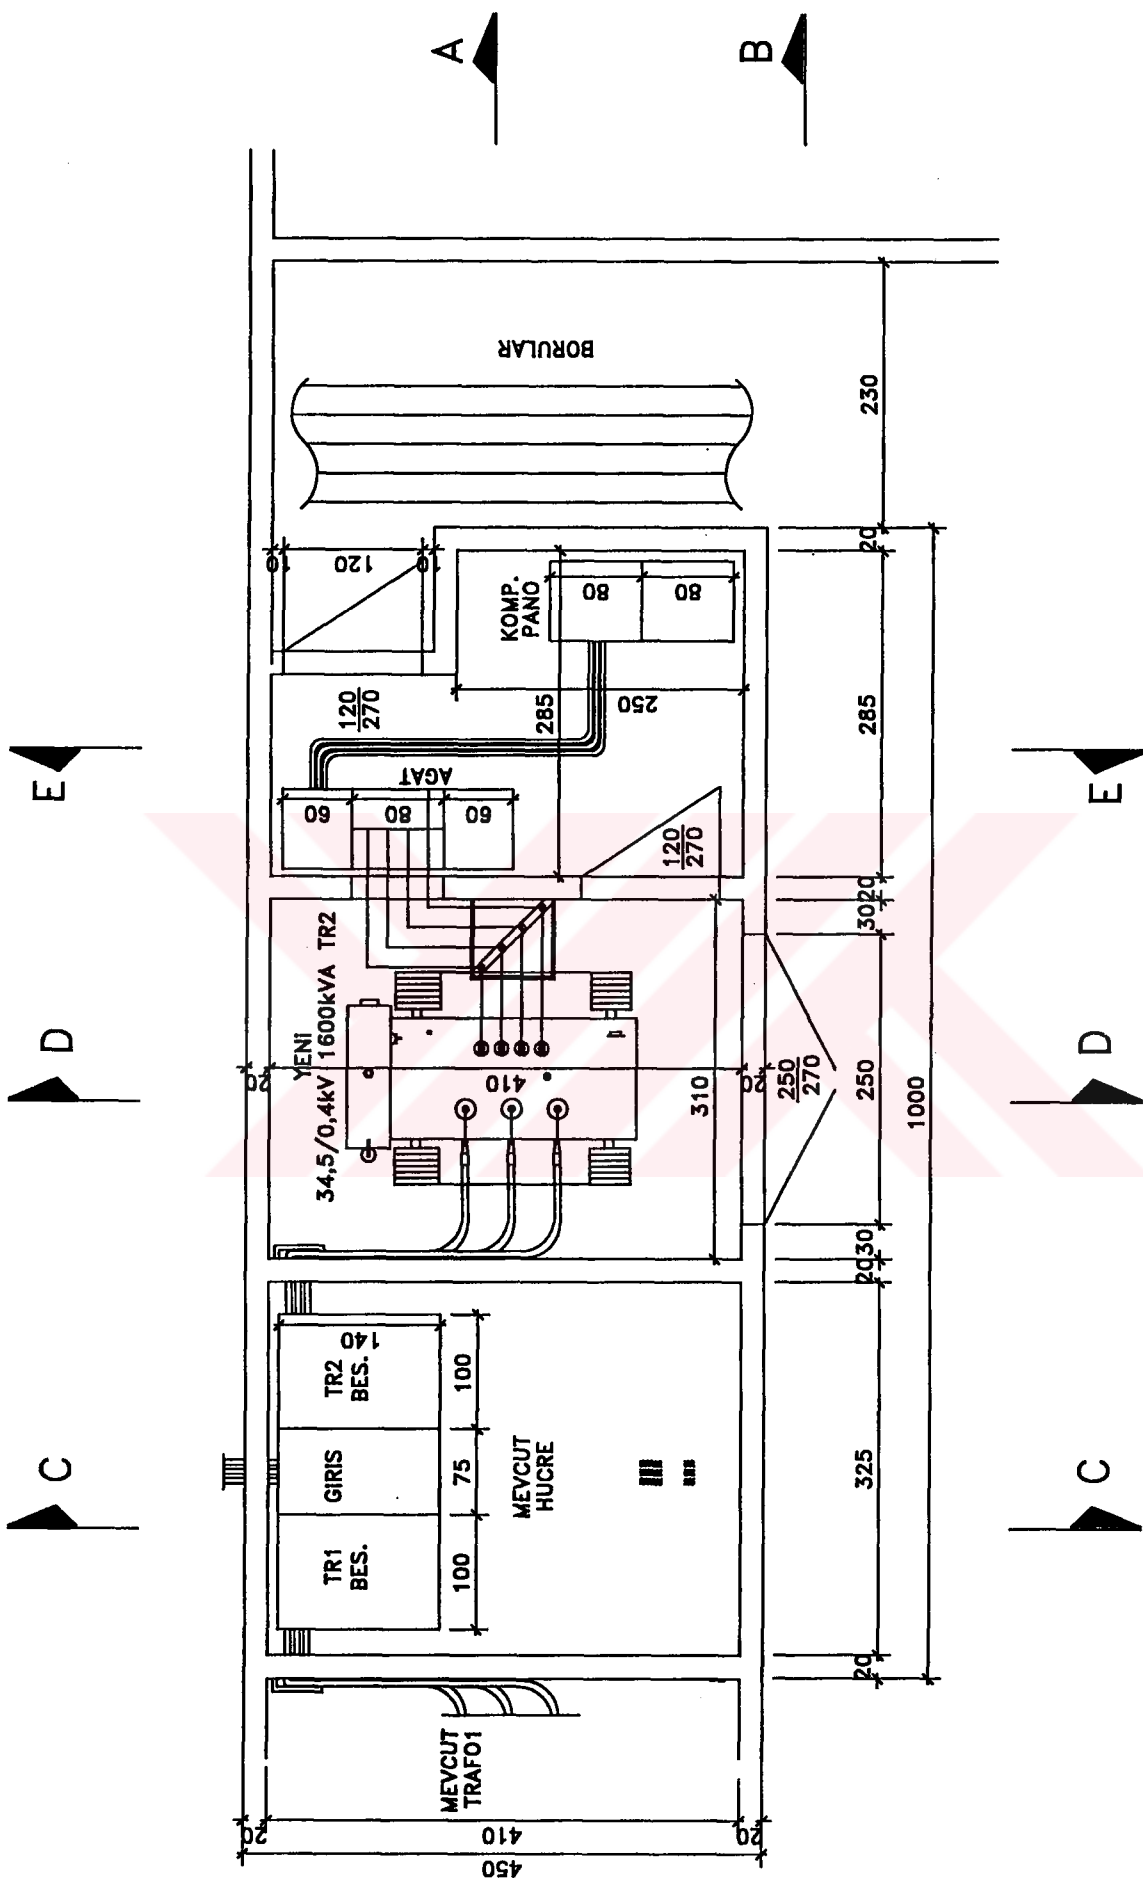 A
B
C
D
E
MEVCUT
TRAFO1
TR1
BES.
GIRIS
TR2
BES.
140
100
75
100
MEVCUT
HUCRE
YENİ
34,5/0,4kV 1600kVA TR2
20
410
20
310
250
270
60
80
60
AGAT
120
270
120
270
285
250
KOMP.
PANO
80
80
10
120
10
BORULAR
20
410
20
450
20
325
20
30
250
30
20
285
20
230
1000
C
D
E